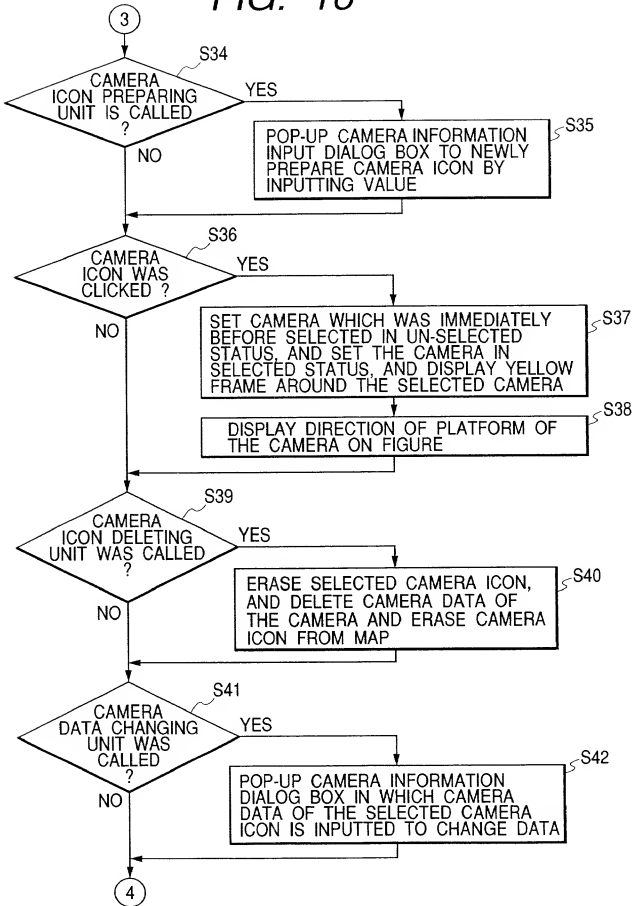 3
S34
CAMERA
ICON PREPARING
UNIT IS CALLED
?
YES
NO
S35
POP-UP CAMERA INFORMATION
INPUT DIALOG BOX TO NEWLY
PREPARE CAMERA ICON BY
INPUTTING VALUE
S36
CAMERA
ICON WAS
CLICKED ?
YES
NO
S37
SET CAMERA WHICH WAS IMMEDIATELY
BEFORE SELECTED IN UN-SELECTED
STATUS, AND SET THE CAMERA IN
SELECTED STATUS, AND DISPLAY YELLOW
FRAME AROUND THE SELECTED CAMERA
S38
DISPLAY DIRECTION OF PLATFORM OF
THE CAMERA ON FIGURE
S39
CAMERA
ICON DELETING
UNIT WAS CALLED
?
YES
NO
S40
ERASE SELECTED CAMERA ICON,
AND DELETE CAMERA DATA OF
THE CAMERA AND ERASE CAMERA
ICON FROM MAP
S41
CAMERA
DATA CHANGING
UNIT WAS
CALLED
?
YES
NO
S42
POP-UP CAMERA INFORMATION
DIALOG BOX IN WHICH CAMERA
DATA OF THE SELECTED CAMERA
ICON IS INPUTTED TO CHANGE DATA
4